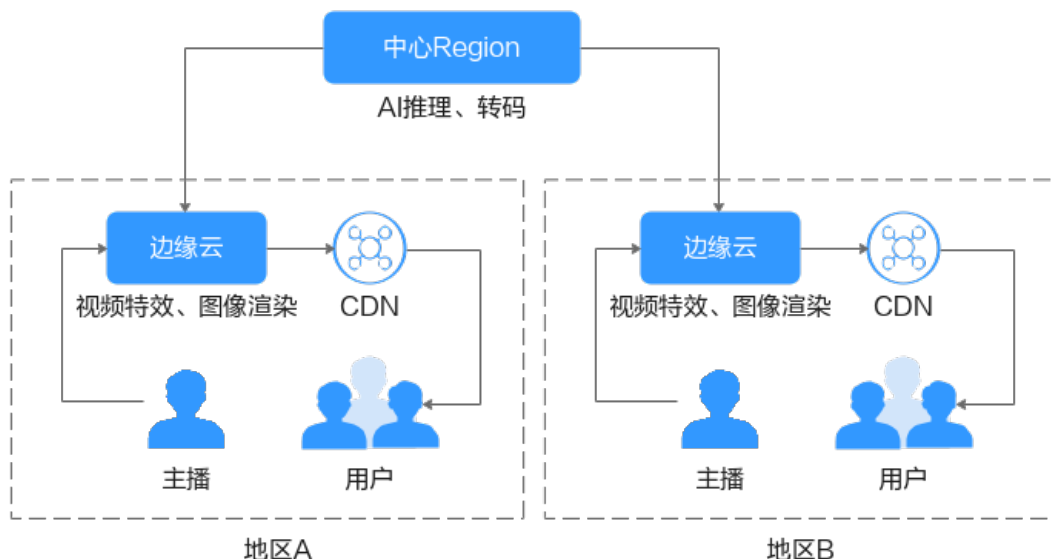 中心Region
AI推理、转码
边缘云
视频特效、图像渲染
CDN
主播
用户
地区A
边缘云
视频特效、图像渲染
CDN
主播
用户
地区B